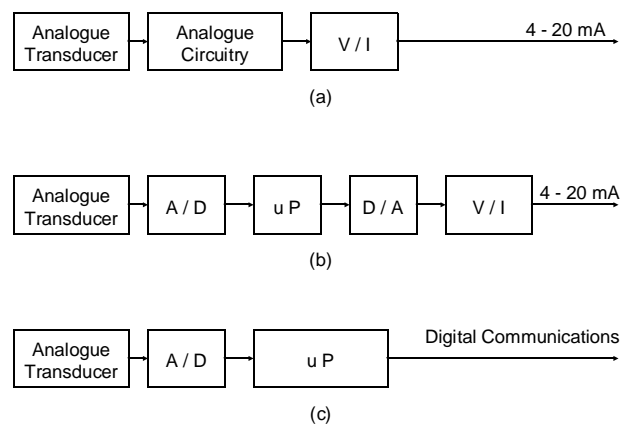 Analogue
Transducer
Analogue
Circuitry
V / I
4 - 20 mA
(a)
Analogue
Transducer
A / D
u P
D / A
V / I
4 - 20 mA
(b)
Analogue
Transducer
A / D
u P
Digital Communications
(c)